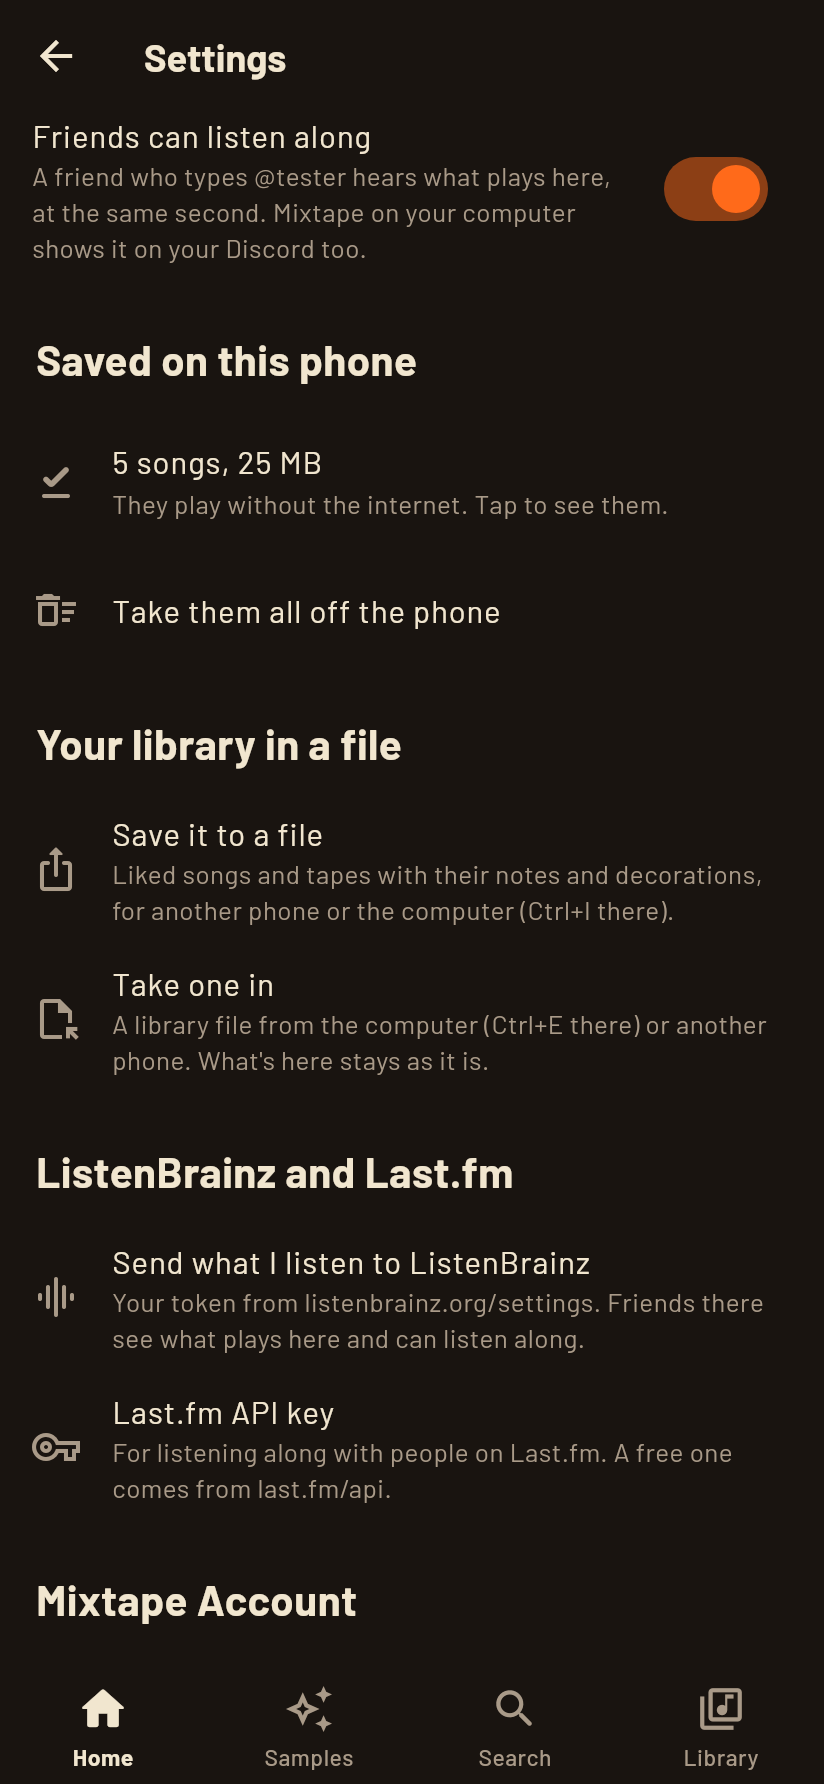 Settings
Friends can listen along
A friend who types @tester hears what plays here,
at the same second. Mixtape on your computer
shows it on your Discord too.
Saved on this phone
5 songs, 25 MB
They play without the internet. Tap to see them.
Take them all off the phone
Your library in a file
Save it to a file
Liked songs and tapes with their notes and decorations,
for another phone or the computer (Ctrl+I there).
Take one in
A library file from the computer (Ctrl+E there) or another
phone. What's here stays as it is.
ListenBrainz and Last.fm
Send what I listen to ListenBrainz
Your token from listenbrainz.org/settings. Friends there
see what plays here and can listen along.
Last.fm API key
For listening along with people on Last.fm. A free one
comes from last.fm/api.
Mixtape Account
Home
Samples
Search
Library